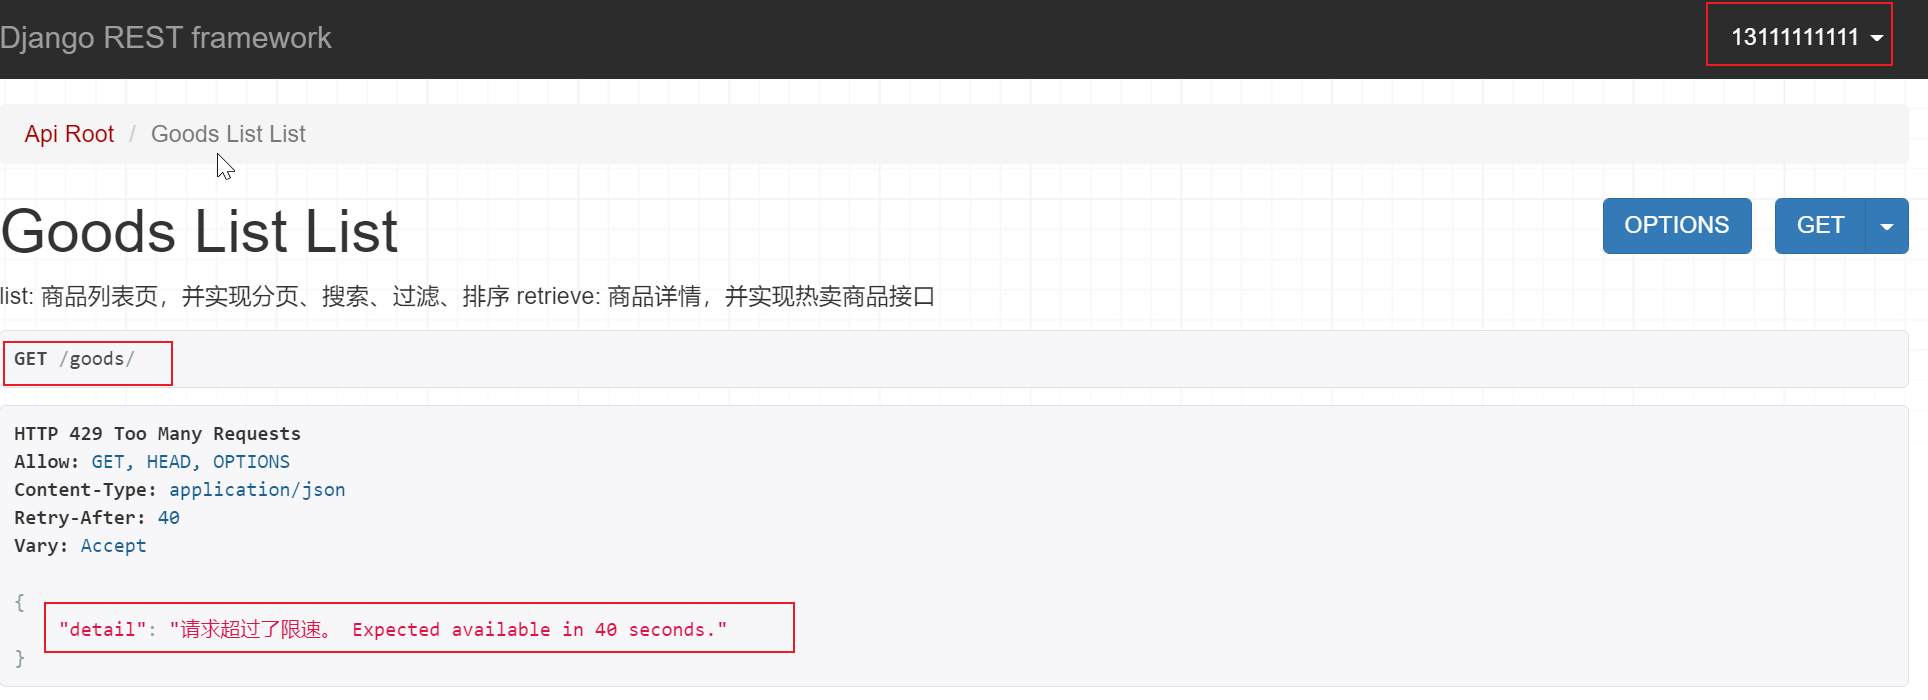 Django REST framework
13111111111
Api Root / Goods List List
Goods List List
OPTIONS
GET
list: 商品列表页，并实现分页、搜索、过滤、排序 retrieve: 商品详情，并实现热卖商品接口
GET /goods/
HTTP 429 Too Many Requests
Allow: GET, HEAD, OPTIONS
Content-Type: application/json
Retry-After: 40
Vary: Accept
{
"detail": "请求超过了限速。 Expected available in 40 seconds."
}